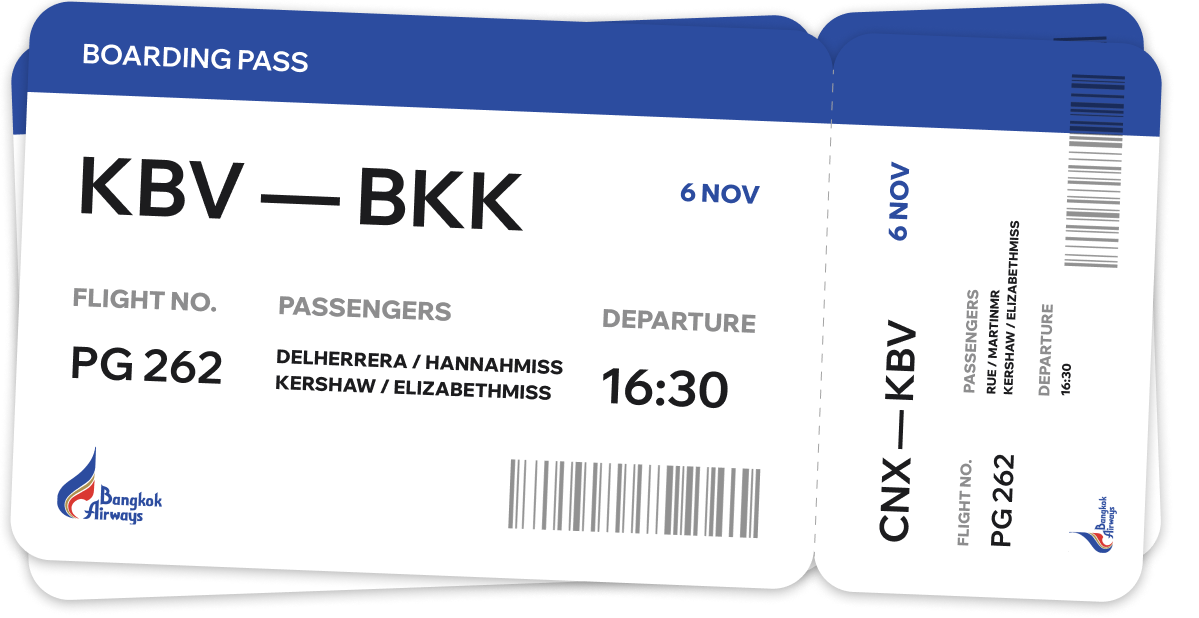 BOARDING PASS
KBV — BKK
6 NOV
FLIGHT NO.
PG 262
PASSENGERS
DELHERRERA / HANNAHMISS
KERSHAW / ELIZABETHMISS
DEPARTURE
16:30
Bangkok
Airways
CNX — KBV
6 NOV
FLIGHT NO.
PG 262
PASSENGERS
RUE / MARTINMR
KERSHAW / ELIZABETHMISS
DEPARTURE
16:30
Bangkok
Airways